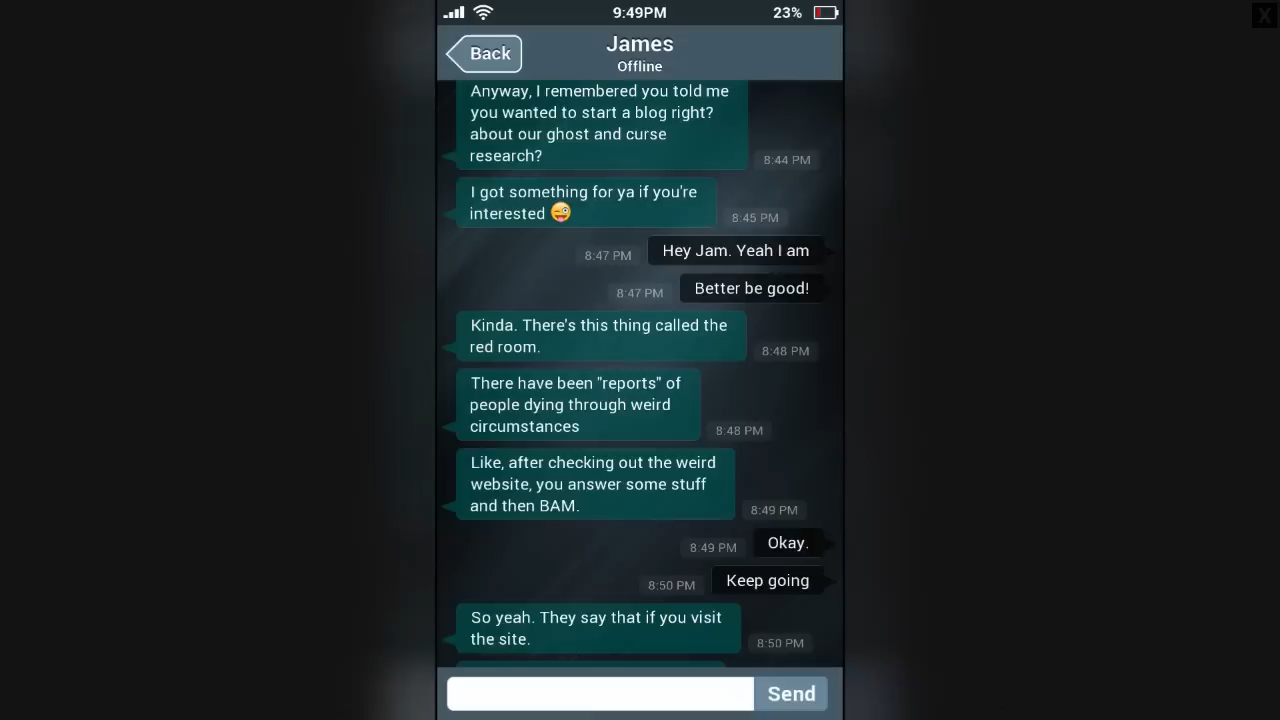 9:49PM
23%
X
Back
James
Offline
Anyway, I remembered you told me
you wanted to start a blog right?
about our ghost and curse
research?
8:44 PM
I got something for ya if you're
interested 😜
8:45 PM
Hey Jam. Yeah I am
8:47 PM
Better be good!
8:47 PM
Kinda. There's this thing called the
red room.
8:48 PM
There have been "reports" of
people dying through weird
circumstances
8:48 PM
Like, after checking out the weird
website, you answer some stuff
and then BAM.
8:49 PM
Okay.
8:49 PM
Keep going
8:50 PM
So yeah. They say that if you visit
the site.
8:50 PM
Send